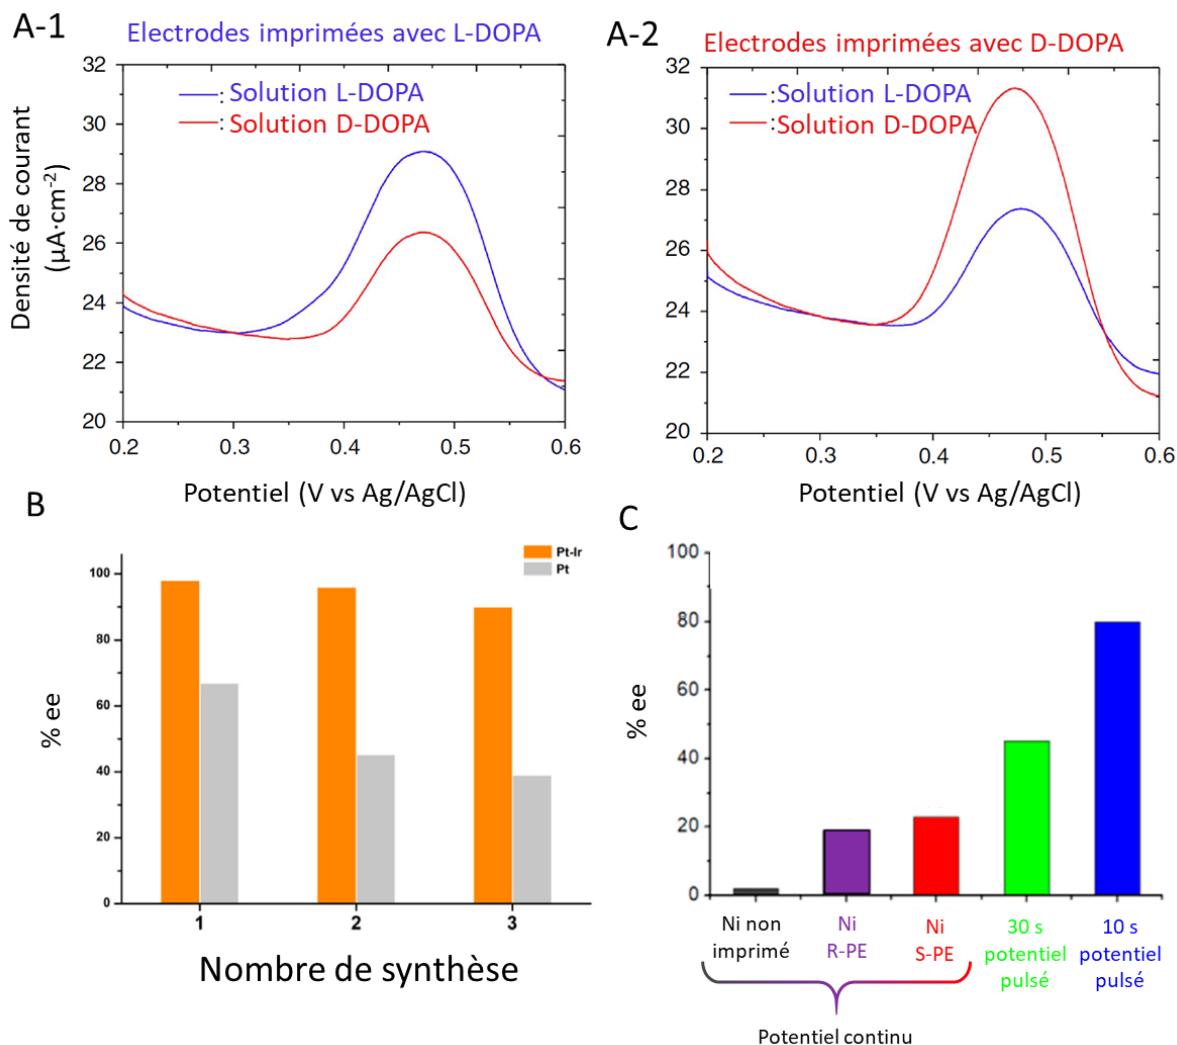 A-1
Electrodes imprimées avec L-DOPA
32
30
28
26
24
22
20
Densité de courant
(µA·cm⁻²)
—: Solution L-DOPA
—: Solution D-DOPA
0.2
0.3
0.4
0.5
0.6
Potentiel (V vs Ag/AgCl)
A-2
Electrodes imprimées avec D-DOPA
32
30
28
26
24
22
20
—:Solution L-DOPA
—:Solution D-DOPA
0.2
0.3
0.4
0.5
0.6
Potentiel (V vs Ag/AgCl)
B
Pt-Ir
Pt
100
80
60
40
20
0
% ee
1
2
3
Nombre de synthèse
C
100
80
60
40
20
0
% ee
Ni non
imprimé
Ni
R-PE
Ni
S-PE
30 s
potentiel
pulsé
10 s
potentiel
pulsé
Potentiel continu